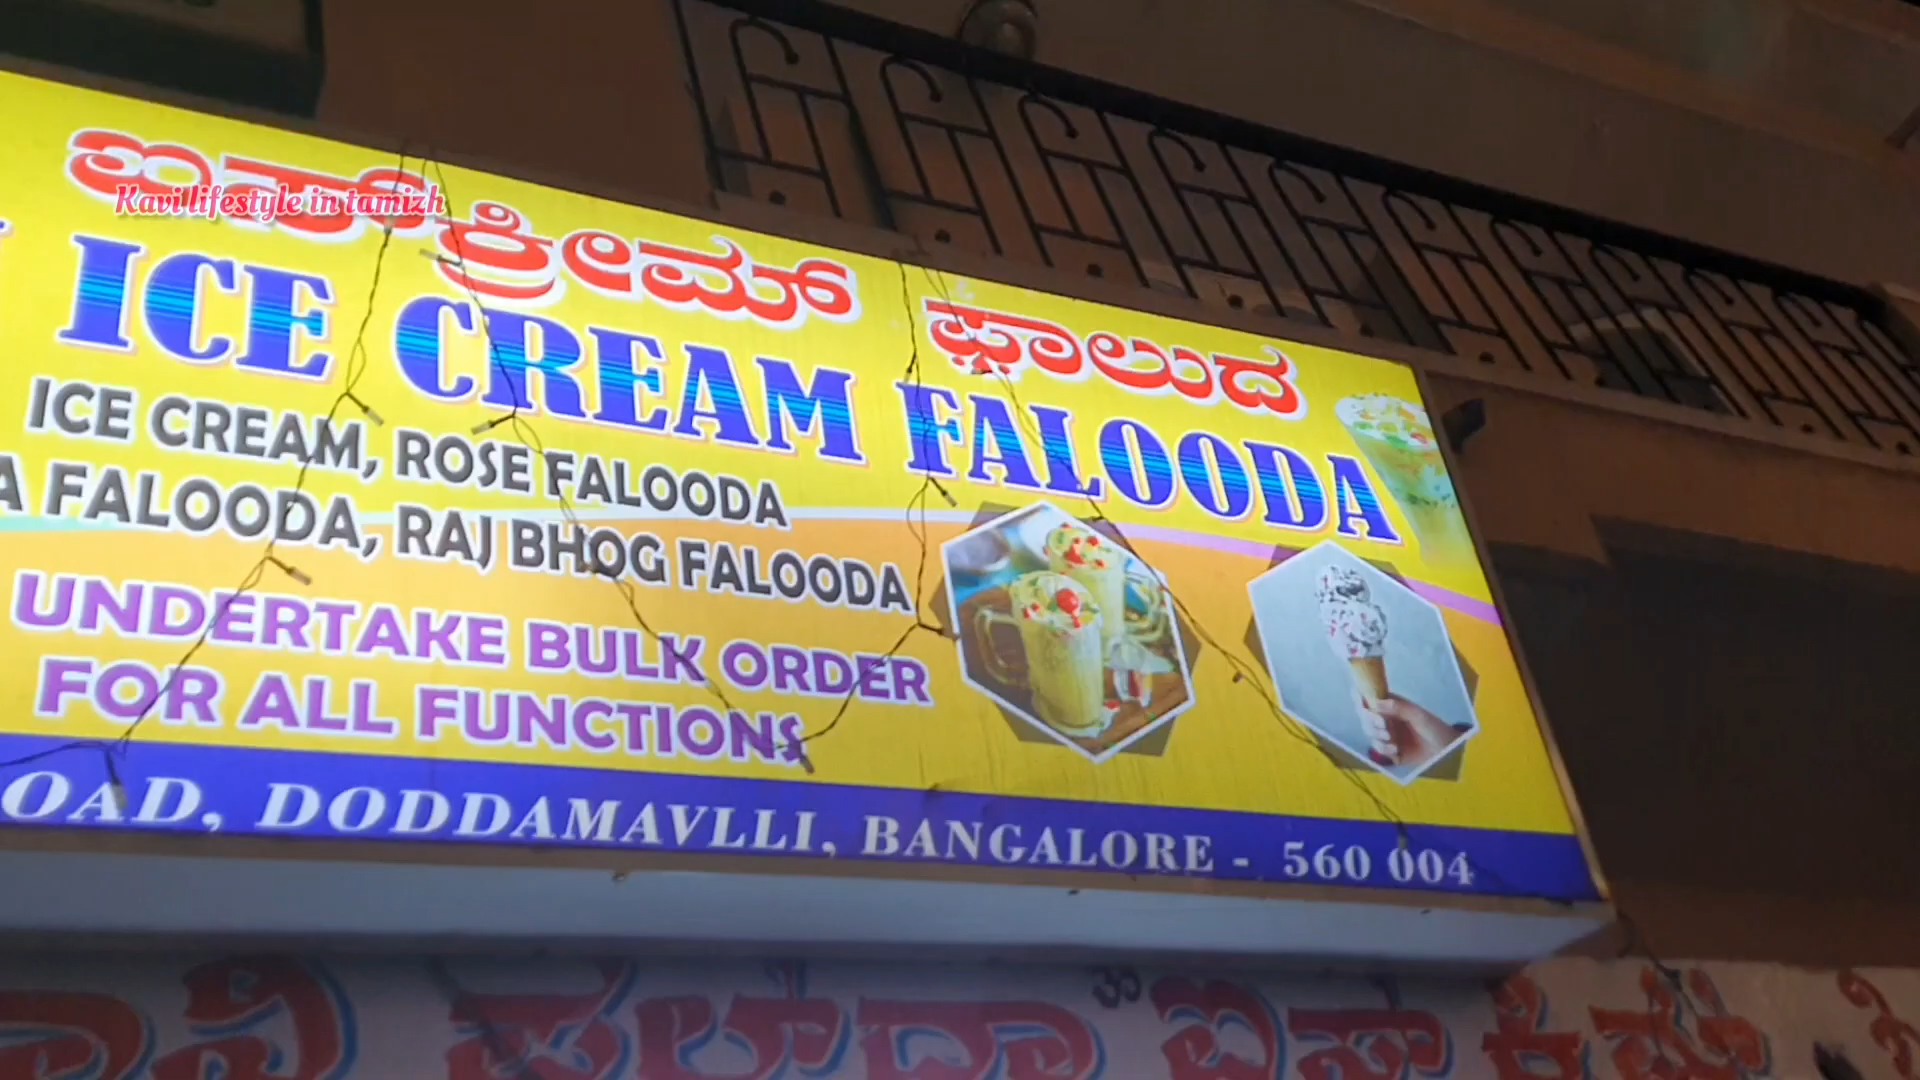 Kavi lifestyle in tamizh
ಐಸ್ ಕ್ರೀಮ್ ಫಾಲುದ
ICE CREAM FALOODA
ICE CREAM, ROSE FALOODA
A FALOODA, RAJ BHOG FALOODA
UNDERTAKE BULK ORDER
FOR ALL FUNCTIONS
OAD, DODDAMAVLLI, BANGALORE - 560 004